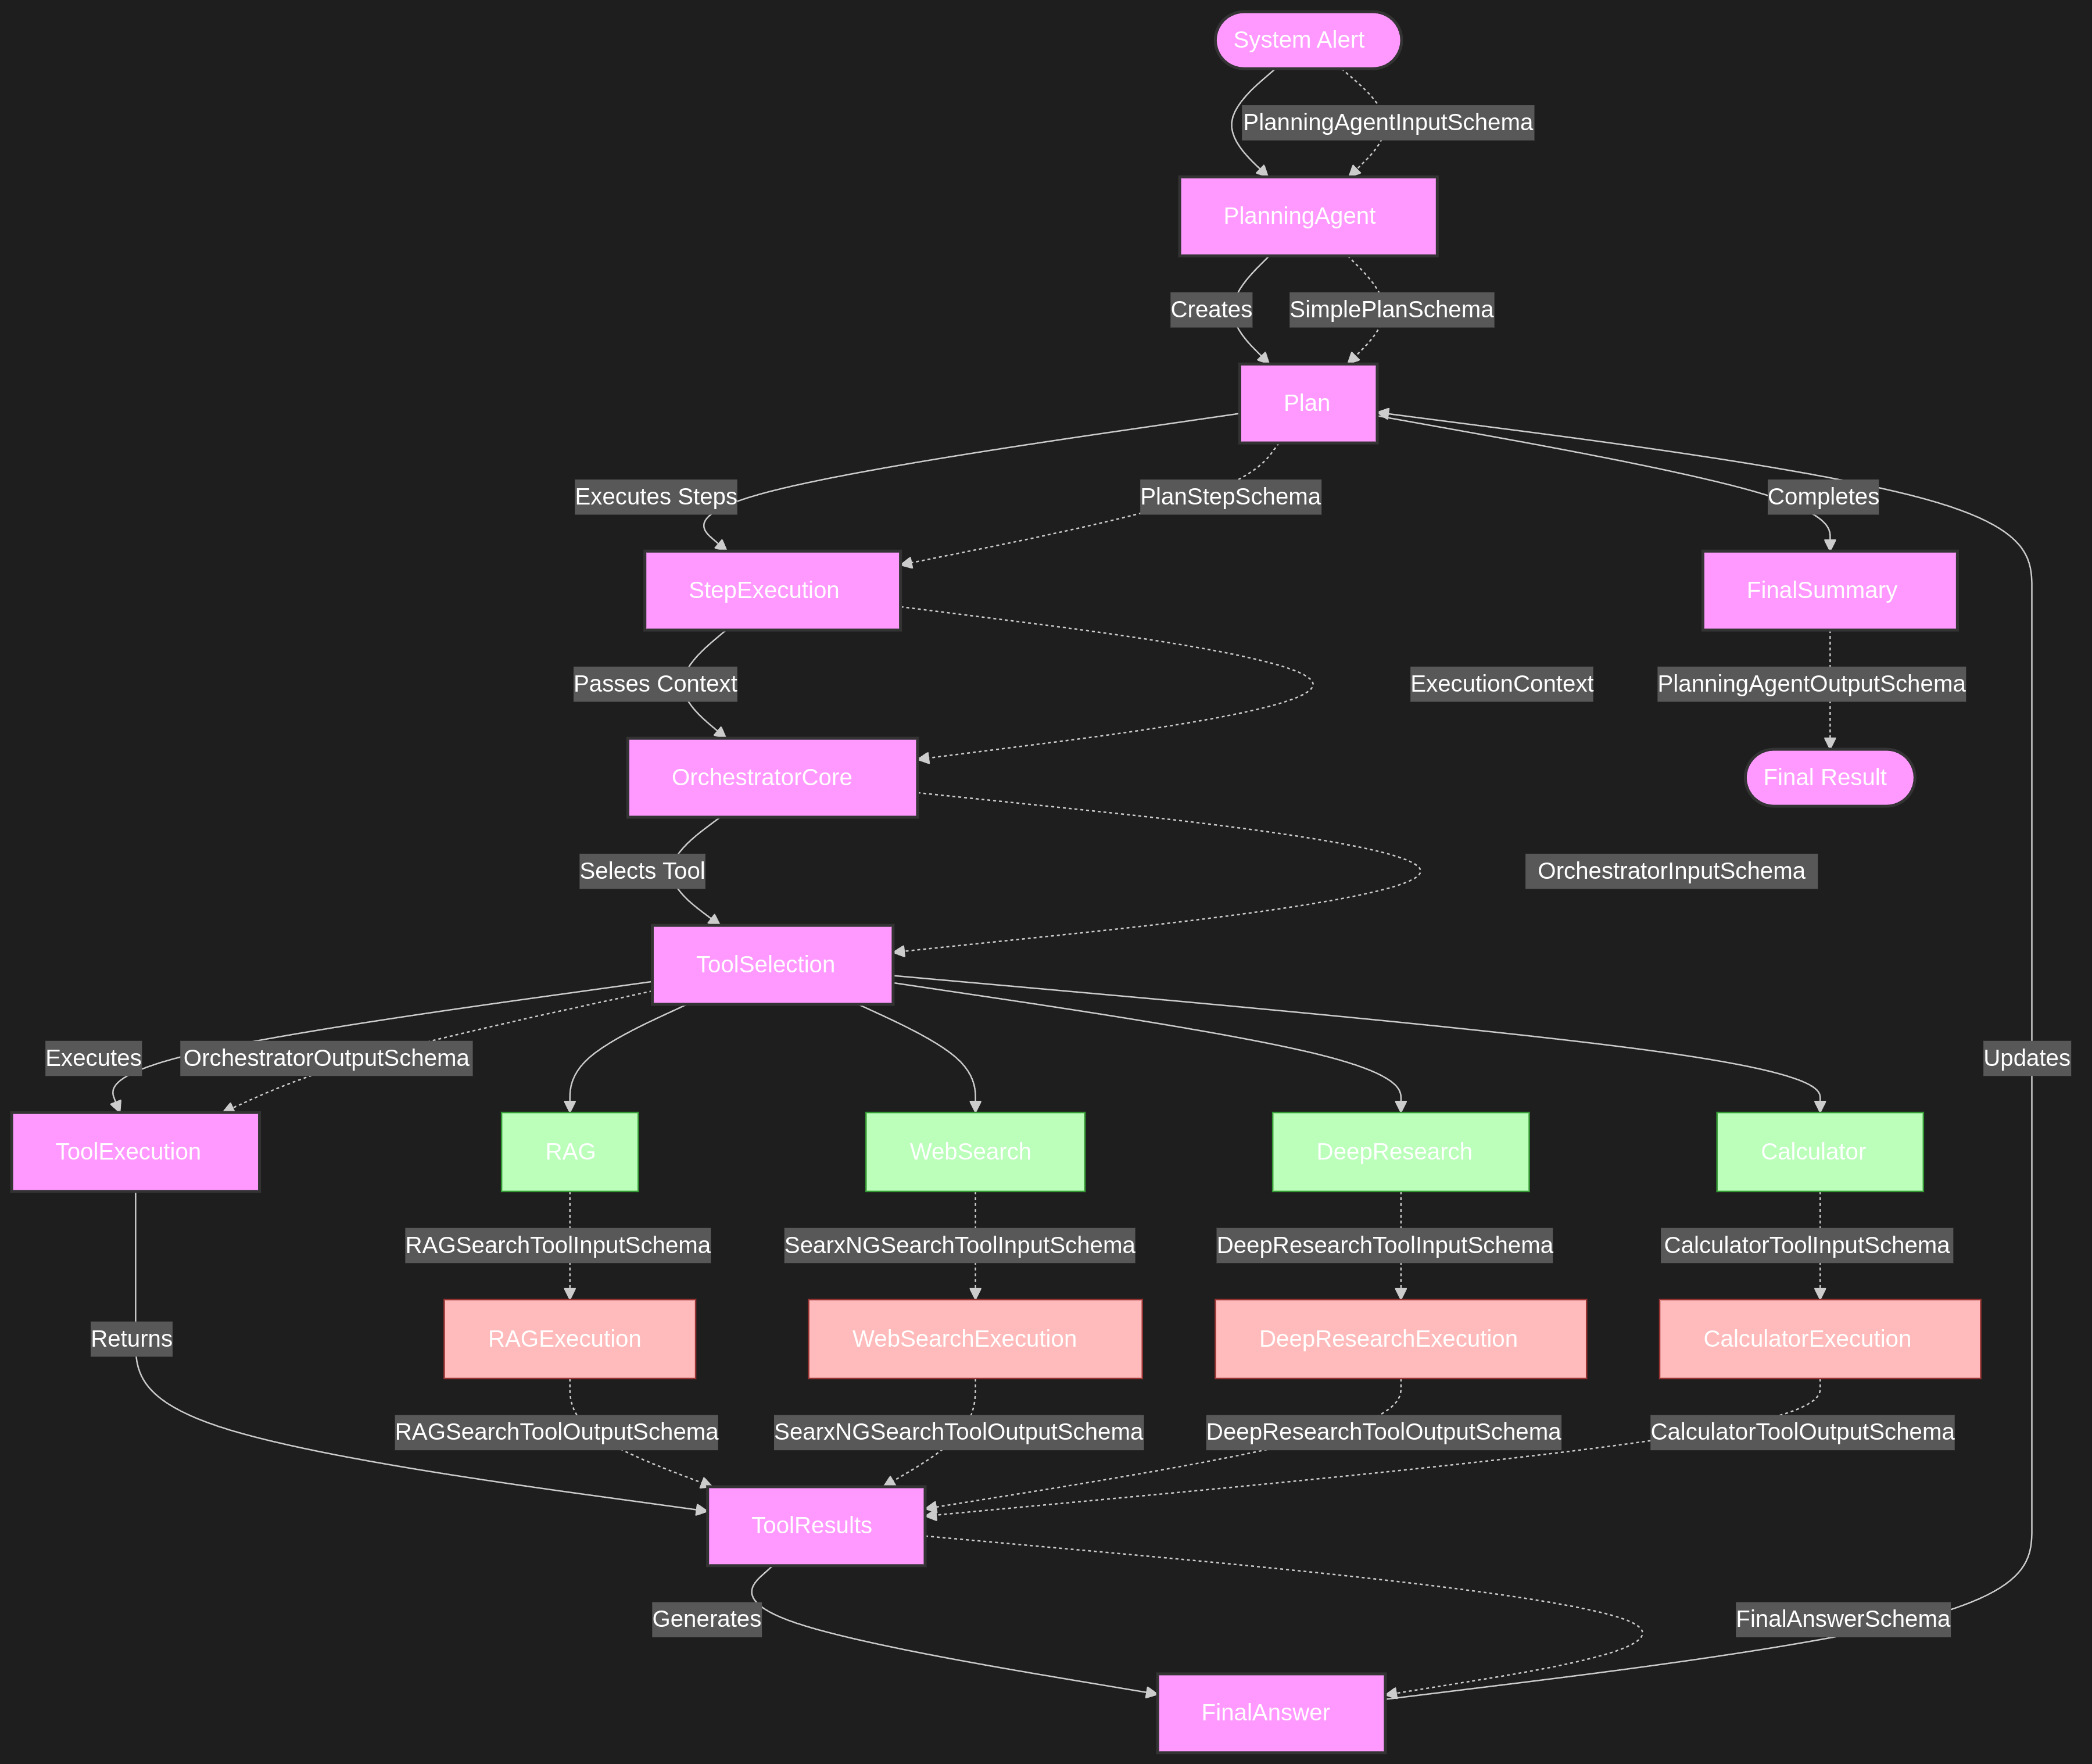 System Alert
PlanningAgentInputSchema
PlanningAgent
Creates
SimplePlanSchema
Plan
Executes Steps
PlanStepSchema
Completes
StepExecution
FinalSummary
Passes Context
ExecutionContext
PlanningAgentOutputSchema
OrchestratorCore
Final Result
Selects Tool
OrchestratorInputSchema
ToolSelection
Executes
OrchestratorOutputSchema
Updates
ToolExecution
RAG
WebSearch
DeepResearch
Calculator
RAGSearchToolInputSchema
SearxNGSearchToolInputSchema
DeepResearchToolInputSchema
CalculatorToolInputSchema
Returns
RAGExecution
WebSearchExecution
DeepResearchExecution
CalculatorExecution
RAGSearchToolOutputSchema
SearxNGSearchToolOutputSchema
DeepResearchToolOutputSchema
CalculatorToolOutputSchema
ToolResults
Generates
FinalAnswerSchema
FinalAnswer